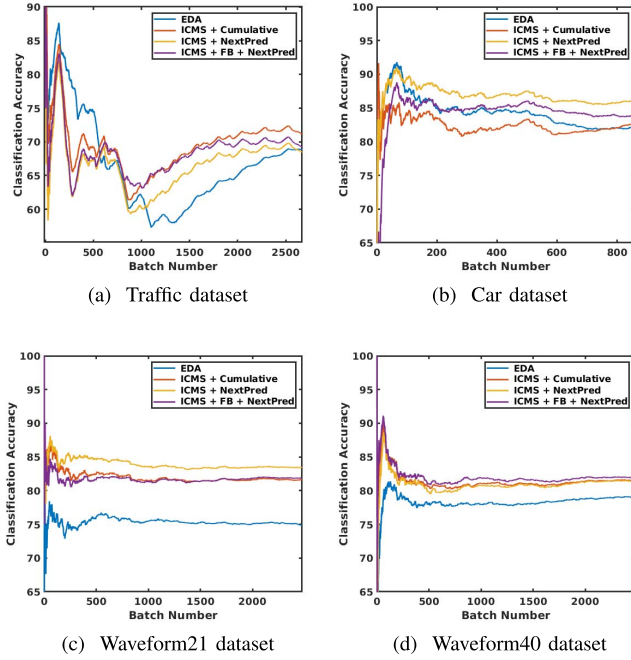 90
85
80
75
70
65
60
Classification Accuracy
EDA
ICMS + Cumulative
ICMS + NextPred
ICMS + FB + NextPred
0 500 1000 1500 2000 2500
Batch Number
(a) Traffic dataset
100
95
90
85
80
75
70
65
Classification Accuracy
EDA
ICMS + Cumulative
ICMS + NextPred
ICMS + FB + NextPred
0 200 400 600 800
Batch Number
(b) Car dataset
100
95
90
85
80
75
70
65
Classification Accuracy
EDA
ICMS + Cumulative
ICMS + NextPred
ICMS + FB + NextPred
0 500 1000 1500 2000
Batch Number
(c) Waveform21 dataset
100
95
90
85
80
75
70
65
Classification Accuracy
EDA
ICMS + Cumulative
ICMS + NextPred
ICMS + FB + NextPred
0 500 1000 1500 2000
Batch Number
(d) Waveform40 dataset